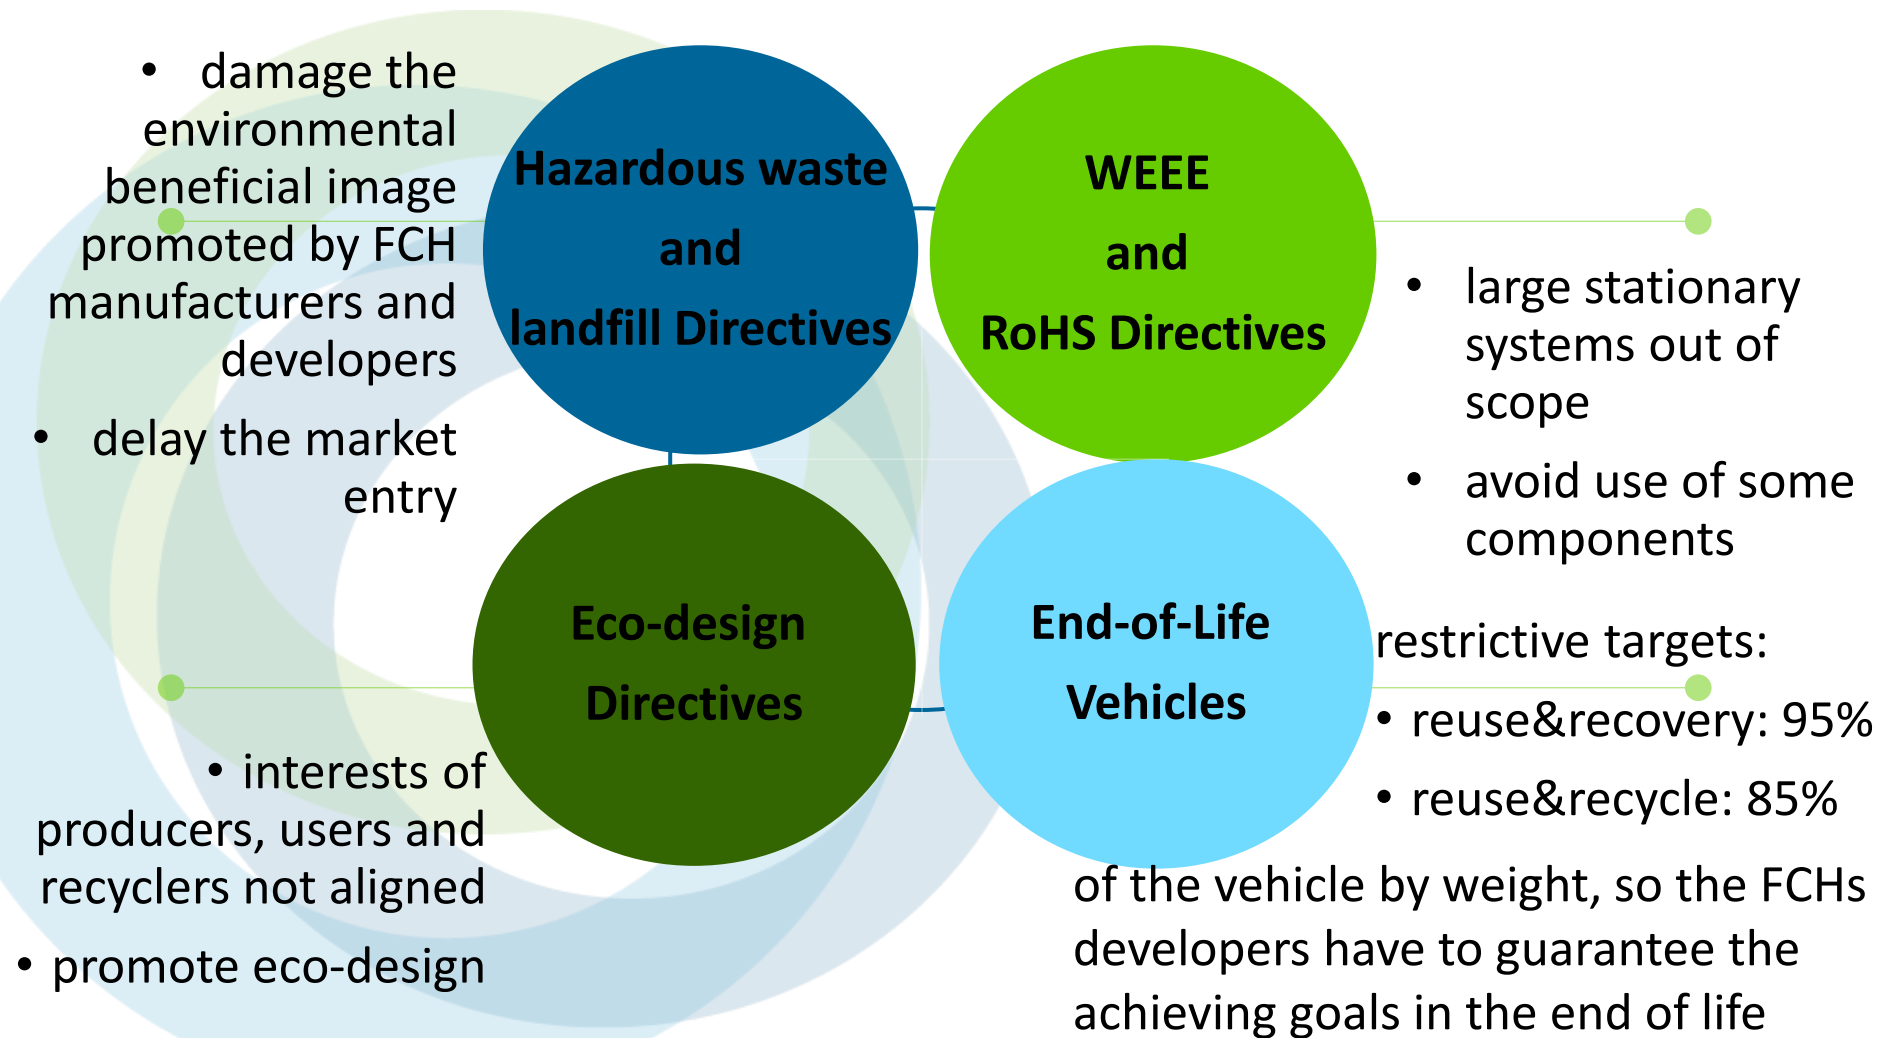 • damage the
environmental
beneficial image
promoted by FCH
manufacturers and
developers
• delay the market
entry
Hazardous waste
and
landfill Directives
WEEE
and
RoHS Directives
• large stationary
systems out of
scope
• avoid use of some
components
Eco-design
Directives
• interests of
producers, users and
recyclers not aligned
• promote eco-design
End-of-Life
Vehicles
restrictive targets:
• reuse&recovery: 95%
• reuse&recycle: 85%
of the vehicle by weight, so the FCHs
developers have to guarantee the
achieving goals in the end of life